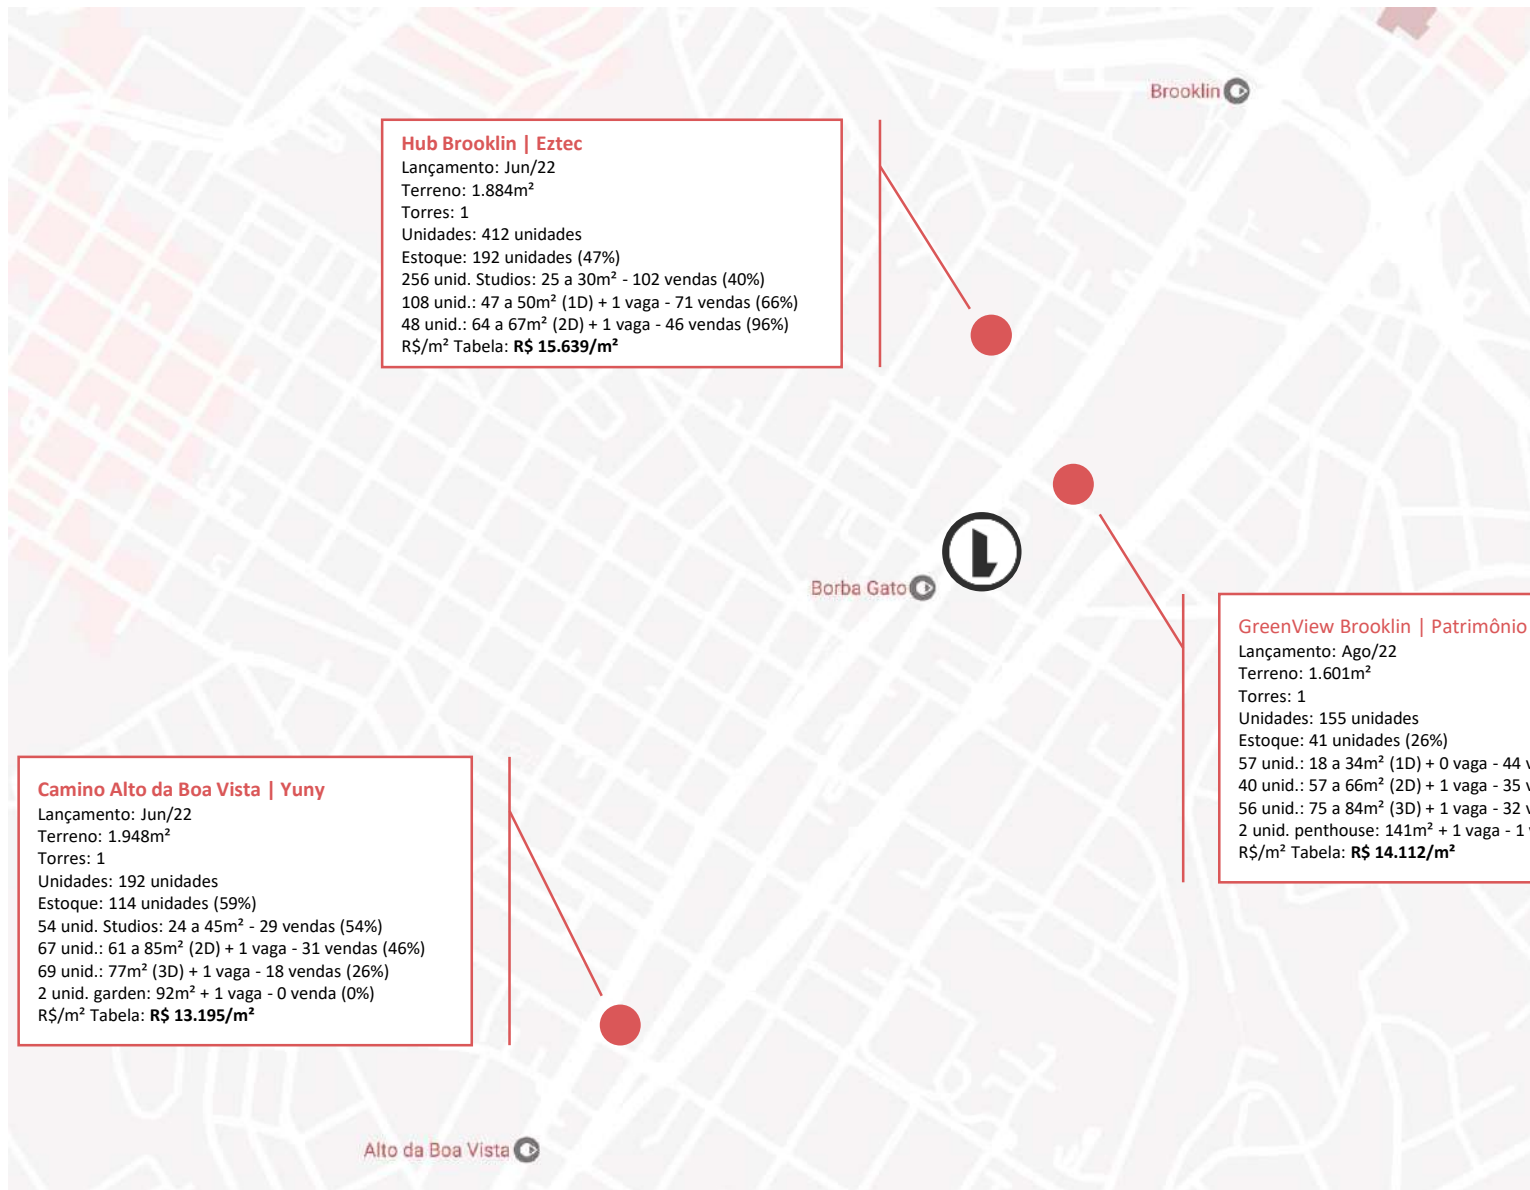 Brooklin
Hub Brooklin | Eztec
Lançamento: Jun/22
Terreno: 1.884m²
Torres: 1
Unidades: 412 unidades
Estoque: 192 unidades (47%)
256 unid. Studios: 25 a 30m² - 102 vendas (40%)
108 unid.: 47 a 50m² (1D) + 1 vaga - 71 vendas (66%)
48 unid.: 64 a 67m² (2D) + 1 vaga - 46 vendas (96%)
R$/m² Tabela: R$ 15.639/m²
Borba Gato
GreenView Brooklin | Patrimônio
Lançamento: Ago/22
Terreno: 1.601m²
Torres: 1
Unidades: 155 unidades
Estoque: 41 unidades (26%)
57 unid.: 18 a 34m² (1D) + 0 vaga - 44
40 unid.: 57 a 66m² (2D) + 1 vaga - 35
56 unid.: 75 a 84m² (3D) + 1 vaga - 32
2 unid. penthouse: 141m² + 1 vaga - 1
R$/m² Tabela: R$ 14.112/m²
Camino Alto da Boa Vista | Yuny
Lançamento: Jun/22
Terreno: 1.948m²
Torres: 1
Unidades: 192 unidades
Estoque: 114 unidades (59%)
54 unid. Studios: 24 a 45m² - 29 vendas (54%)
67 unid.: 61 a 85m² (2D) + 1 vaga - 31 vendas (46%)
69 unid.: 77m² (3D) + 1 vaga - 18 vendas (26%)
2 unid. garden: 92m² + 1 vaga - 0 venda (0%)
R$/m² Tabela: R$ 13.195/m²
Alto da Boa Vista